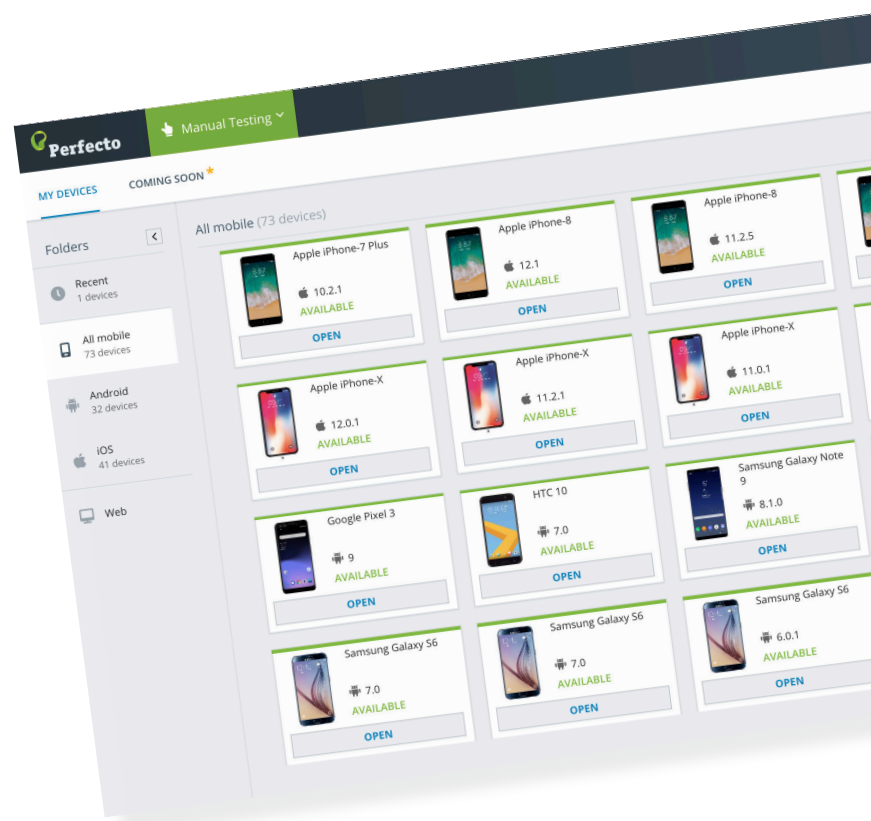 Perfecto
Manual Testing
MY DEVICES
COMING SOON *
Folders
Recent
1 devices
All mobile
73 devices
Android
32 devices
iOS
41 devices
Web
All mobile (73 devices)
Apple iPhone-7 Plus
10.2.1
AVAILABLE
OPEN
Apple iPhone-8
12.1
AVAILABLE
OPEN
Apple iPhone-8
11.2.5
AVAILABLE
OPEN
Apple iPhone-X
12.0.1
AVAILABLE
OPEN
Apple iPhone-X
11.2.1
AVAILABLE
OPEN
Apple iPhone-X
11.0.1
AVAILABLE
OPEN
Google Pixel 3
9
AVAILABLE
OPEN
HTC 10
7.0
AVAILABLE
OPEN
Samsung Galaxy Note
9
8.1.0
AVAILABLE
OPEN
Samsung Galaxy S6
7.0
AVAILABLE
OPEN
Samsung Galaxy S6
7.0
AVAILABLE
OPEN
Samsung Galaxy S6
6.0.1
AVAILABLE
OPEN